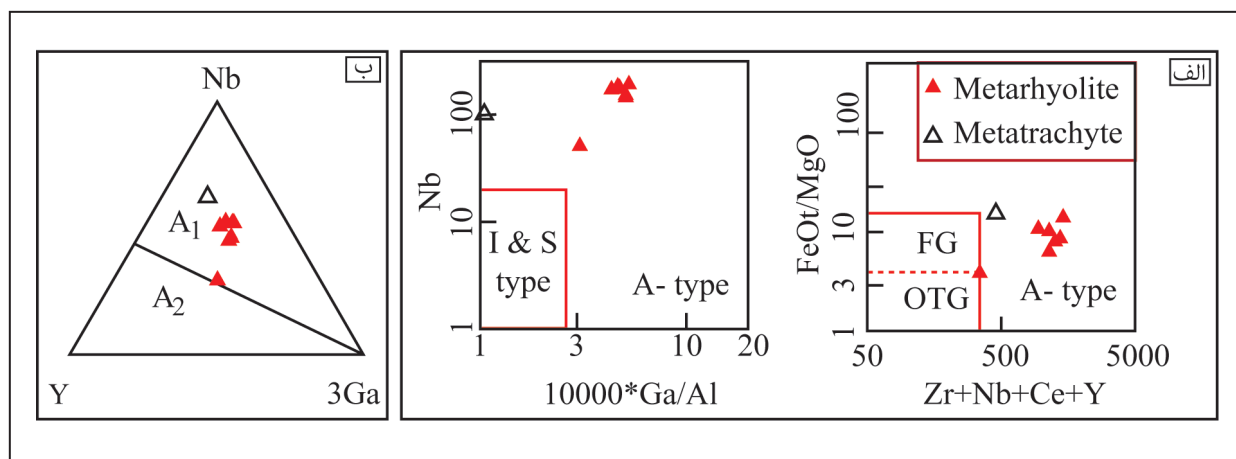 ب
Nb
A1
A2
Y
3Ga
Nb
100
10
1
I & S
type
A- type
1
3
10
20
10000*Ga/Al
الف
Metarhyolite
Metatrachyte
FeOt/MgO
100
10
3
1
FG
OTG
A- type
50
500
5000
Zr+Nb+Ce+Y